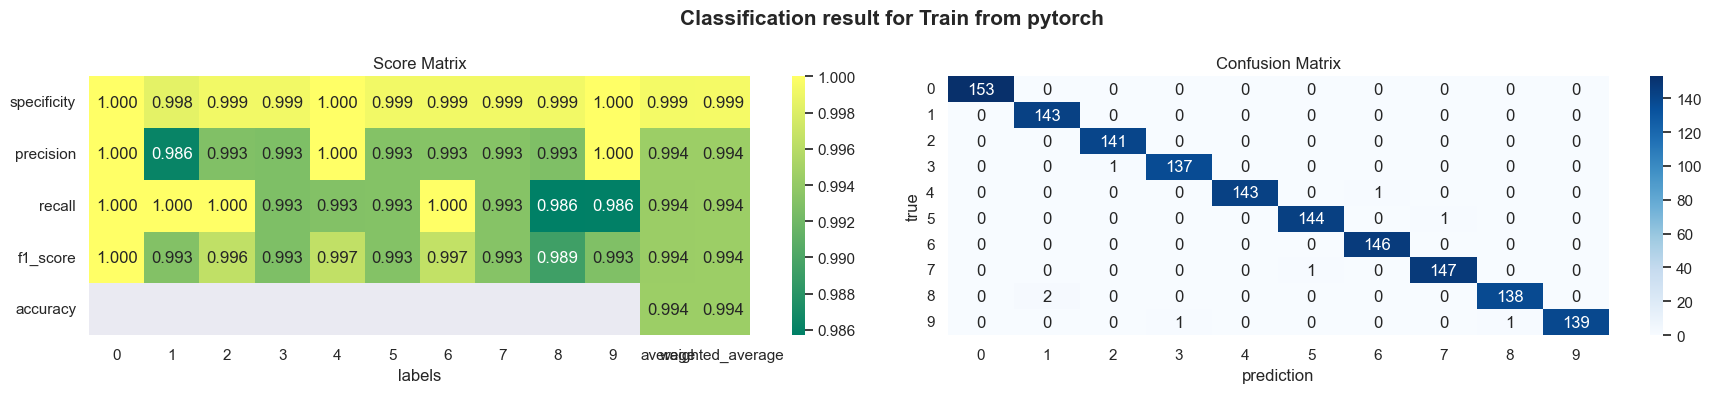 Classification result for Train from pytorch
Score Matrix
specificity 1.000 0.998 0.999 0.999 1.000 0.999 0.999 0.999 0.999 1.000 0.999 0.999
precision 1.000 0.986 0.993 0.993 1.000 0.993 0.993 0.993 0.993 1.000 0.994 0.994
recall 1.000 1.000 1.000 0.993 0.993 0.993 1.000 0.993 0.986 0.986 0.994 0.994
f1_score 1.000 0.993 0.996 0.993 0.997 0.993 0.997 0.993 0.989 0.993 0.994 0.994
accuracy 0.994 0.994
0 1 2 3 4 5 6 7 8 9 average weighted_average
labels
1.000
0.998
0.996
0.994
0.992
0.990
0.988
0.986
Confusion Matrix
true
0 153 0 0 0 0 0 0 0 0 0
1 0 143 0 0 0 0 0 0 0 0
2 0 0 141 0 0 0 0 0 0 0
3 0 0 1 137 0 0 0 0 0 0
4 0 0 0 0 143 0 1 0 0 0
5 0 0 0 0 0 144 0 1 0 0
6 0 0 0 0 0 0 146 0 0 0
7 0 0 0 0 0 1 0 147 0 0
8 0 2 0 0 0 0 0 0 138 0
9 0 0 0 1 0 0 0 0 1 139
0 1 2 3 4 5 6 7 8 9
prediction
140
120
100
80
60
40
20
0